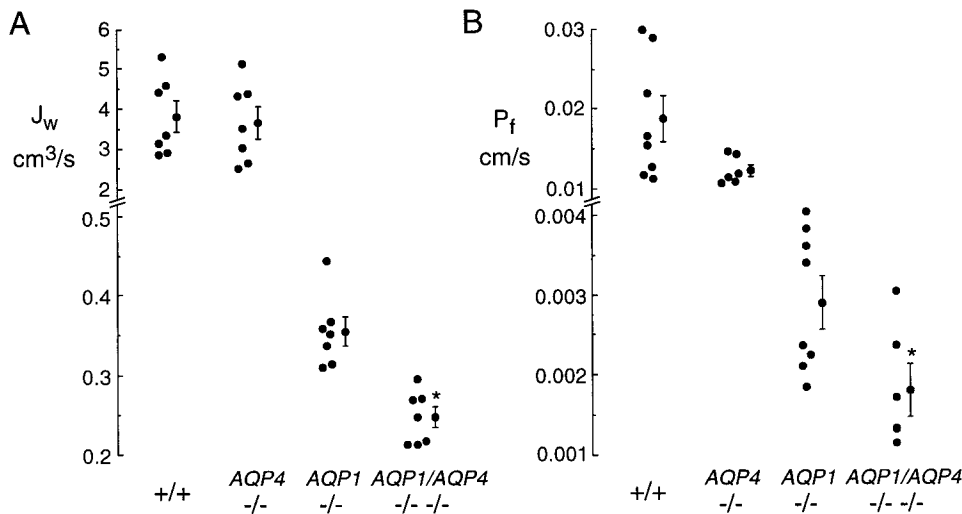 A
J_w
cm³/s
6
5
4
3
2
0.5
0.4
0.3
0.2
*
+/+
AQP4
-/-
AQP1
-/-
AQP1/AQP4
-/- -/-
B
P_f
cm/s
0.03
0.02
0.01
0.004
0.003
0.002
0.001
*
+/+
AQP4
-/-
AQP1
-/-
AQP1/AQP4
-/- -/-